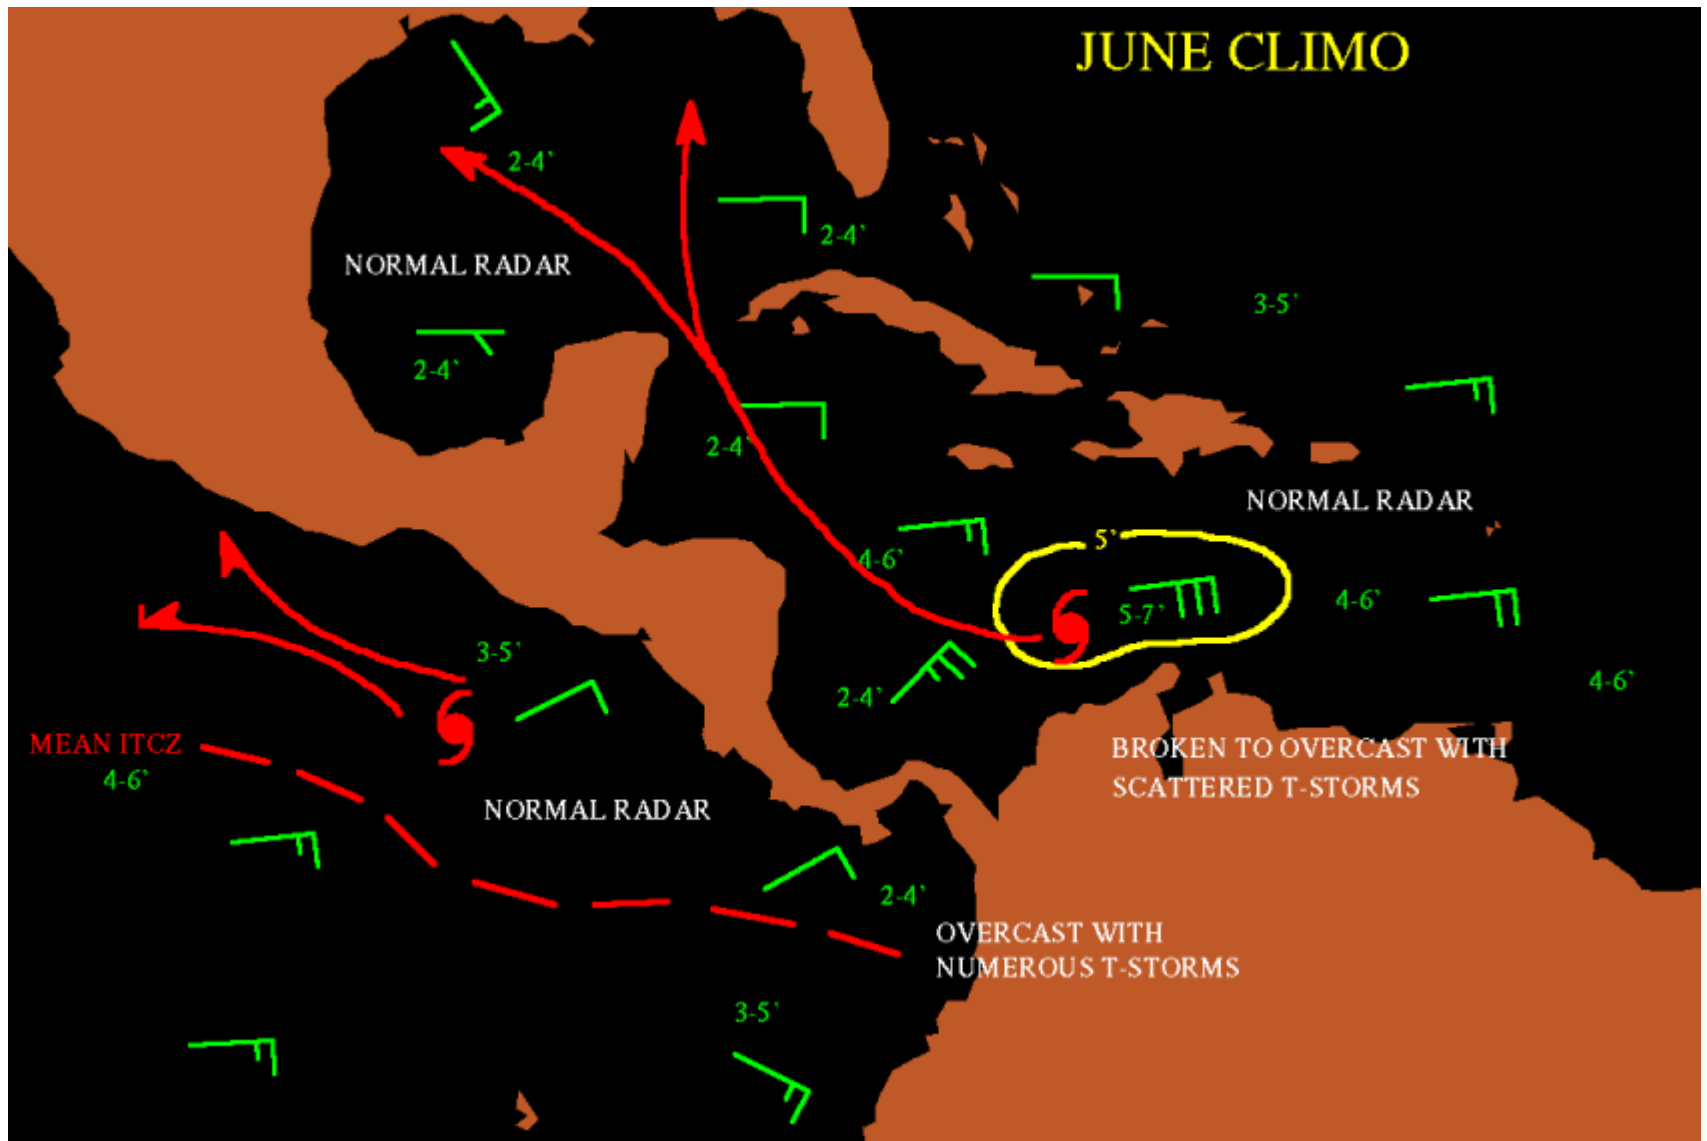 JUNE CLIMO
2-4'
2-4'
NORMAL RADAR
3-5'
2-4'
2-4'
NORMAL RADAR
5'
4-6'
4-6'
5-7'
3-5'
4-6'
2-4'
MEAN ITCZ
BROKEN TO OVERCAST WITH
4-6'
SCATTERED T-STORMS
NORMAL RADAR
2-4'
OVERCAST WITH
NUMEROUS T-STORMS
3-5'